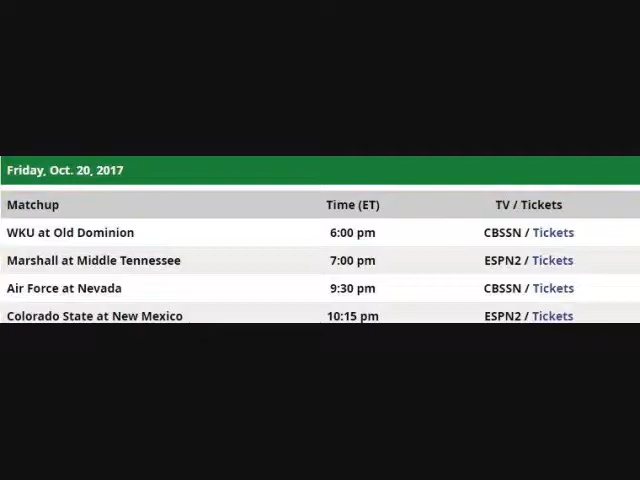 Friday, Oct. 20, 2017
Matchup Time (ET) TV / Tickets
WKU at Old Dominion 6:00 pm CBSSN / Tickets
Marshall at Middle Tennessee 7:00 pm ESPN2 / Tickets
Air Force at Nevada 9:30 pm CBSSN / Tickets
Colorado State at New Mexico 10:15 pm ESPN2 / Tickets